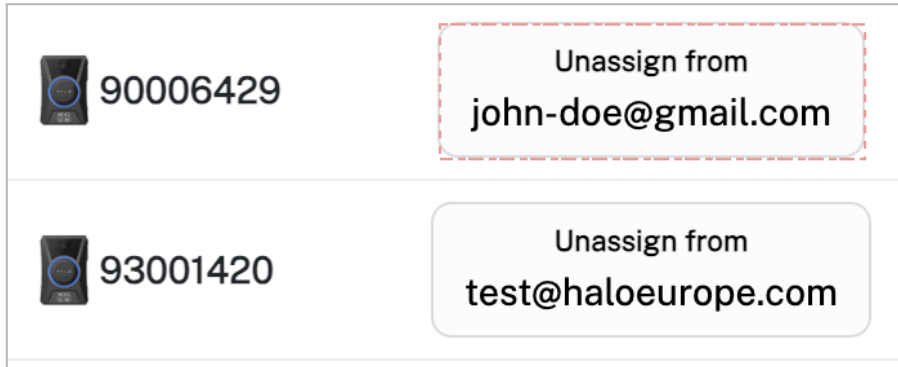 90006429
Unassign from
john-doe@gmail.com
93001420
Unassign from
test@haloeurope.com